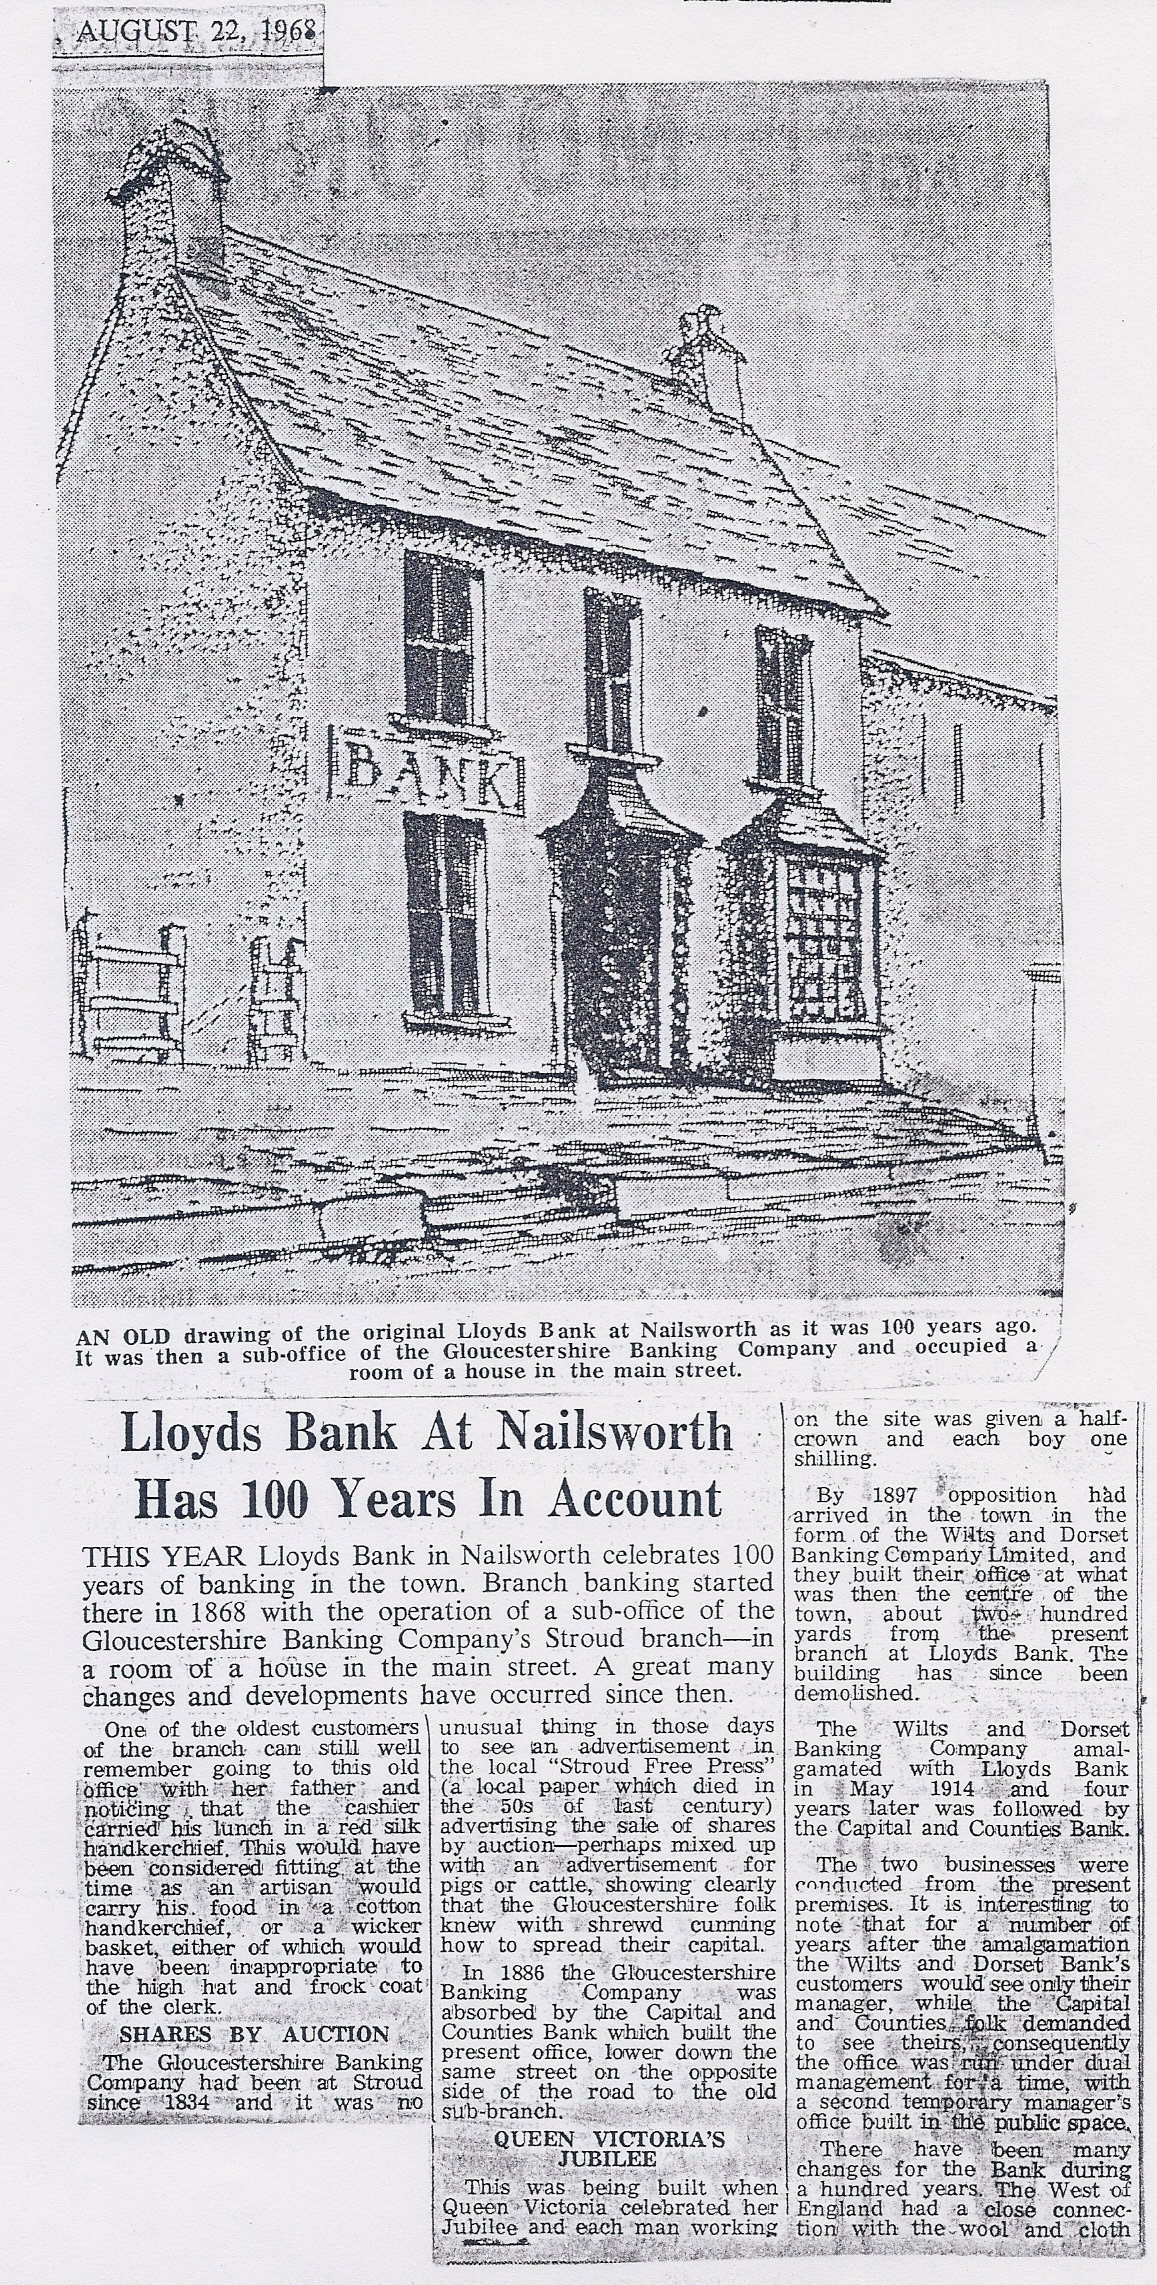 , AUGUST 22, 1968
BANK
AN OLD drawing of the original Lloyds Bank at Nailsworth as it was 100 years ago.
It was then a sub-office of the Gloucestershire Banking Company and occupied a
room of a house in the main street.
Lloyds Bank At Nailsworth
Has 100 Years In Account
THIS YEAR Lloyds Bank in Nailsworth celebrates 100
years of banking in the town. Branch banking started
there in 1868 with the operation of a sub-office of the
Gloucestershire Banking Company's Stroud branch—in
a room of a house in the main street. A great many
changes and developments have occurred since then.
One of the oldest customers
of the branch can still well
remember going to this old
office with her father and
noticing that the cashier
carried his lunch in a red silk
handkerchief. This would have
been considered fitting at the
time as an artisan would
carry his food in a cotton
handkerchief, or a wicker
basket, either of which would
have been inappropriate to
the high hat and frock coat
of the clerk.
SHARES BY AUCTION
The Gloucestershire Banking
Company had been at Stroud
since 1834 and it was no
unusual thing in those days
to see an advertisement in
the local "Stroud Free Press"
(a local paper which died in
the 50s of last century)
advertising the sale of shares
by auction—perhaps mixed up
with an advertisement for
pigs or cattle, showing clearly
that the Gloucestershire folk
knew with shrewd cunning
how to spread their capital.
In 1886 the Gloucestershire
Banking Company was
absorbed by the Capital and
Counties Bank which built the
present office, lower down the
same street on the opposite
side of the road to the old
sub-branch.
QUEEN VICTORIA'S
JUBILEE
This was being built when
Queen Victoria celebrated her
Jubilee and each man working
on the site was given a half-
crown and each boy one
shilling.
By 1897 opposition had
arrived in the town in the
form of the Wilts and Dorset
Banking Company Limited, and
they built their office at what
was then the centre of the
town, about two hundred
yards from the present
branch at Lloyds Bank. The
building has since been
demolished.
The Wilts and Dorset
Banking Company amal-
gamated with Lloyds Bank
in May 1914 and four
years later was followed by
the Capital and Counties Bank.
The two businesses were
conducted from the present
premises. It is interesting to
note that for a number of
years after the amalgamation
the Wilts and Dorset Bank's
customers would see only their
manager, while the Capital
and Counties folk demanded
to see theirs, consequently
the office was run under dual
management for a time, with
a second temporary manager's
office built in the public space.
There have been many
changes for the Bank during
a hundred years. The West of
England had a close connec-
tion with the wool and cloth